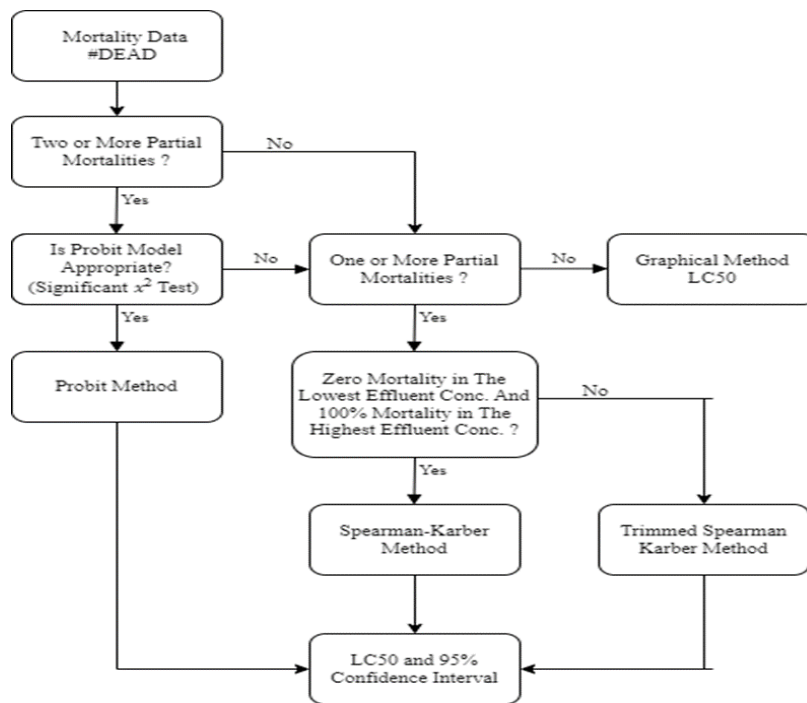 Mortality Data
#DEAD
Two or More Partial
Mortalities ?
No
Yes
Is Probit Model
Appropriate?
(Significant x² Test)
No
One or More Partial
Mortalities ?
No
Graphical Method
LC50
Yes
Yes
Probit Method
Zero Mortality in The
Lowest Effluent Conc. And
100% Mortality in The
Highest Effluent Conc. ?
No
Yes
Spearman-Karber
Method
Trimmed Spearman
Karber Method
LC50 and 95%
Confidence Interval